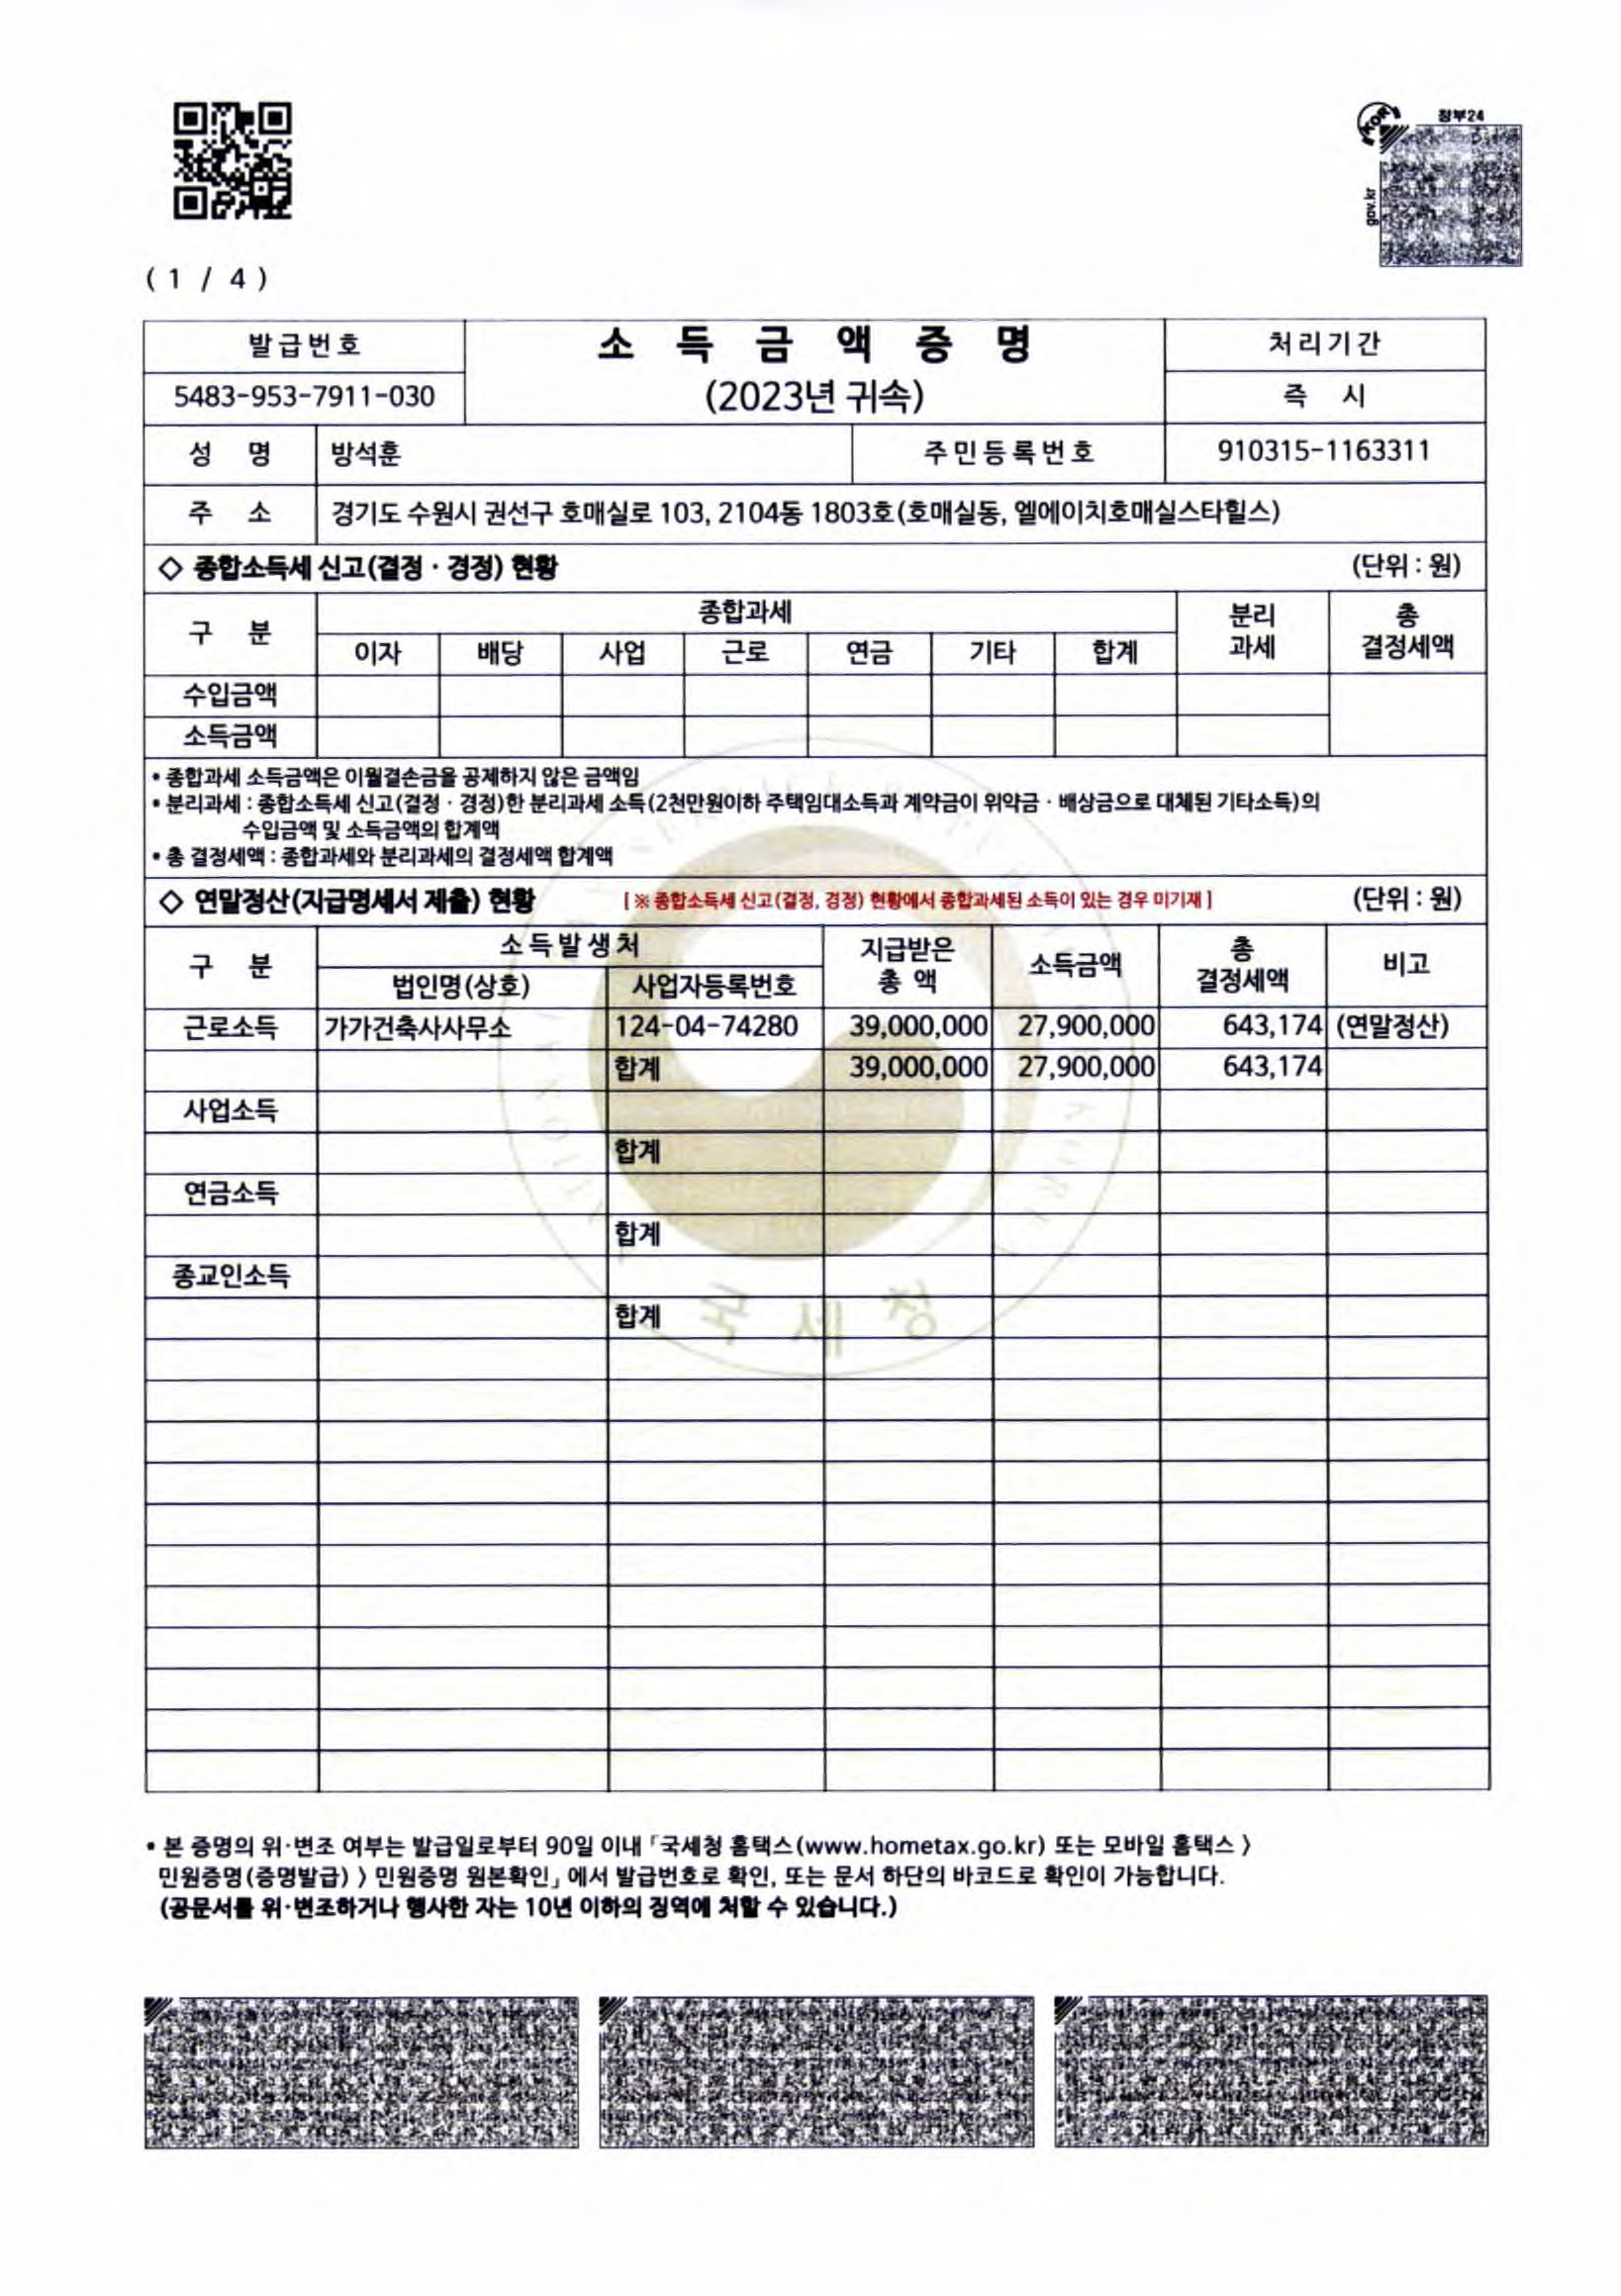 정부24
gov.kr
( 1 / 4 )
발급번호 소 득 금 액 증 명 처리기간
5483-953-7911-030 (2023년 귀속) 즉 시
성 명 방석훈 주민등록번호 910315-1163311
주 소 경기도 수원시 권선구 호매실로 103, 2104동 1803호(호매실동, 엘에이치호매실스타힐스)
◇ 종합소득세 신고(결정ㆍ경정) 현황 (단위 : 원)
구 분 종합과세 분리과세 총결정세액
이자 배당 사업 근로 연금 기타 합계
수입금액
소득금액
• 종합과세 소득금액은 이월결손금을 공제하지 않은 금액임
• 분리과세 : 종합소득세 신고(결정ㆍ경정)한 분리과세 소득(2천만원이하 주택임대소득과 계약금이 위약금ㆍ배상금으로 대체된 기타소득)의
수입금액 및 소득금액의 합계액
• 총 결정세액 : 종합과세와 분리과세의 결정세액 합계액
◇ 연말정산(지급명세서 제출) 현황 [ ※ 종합소득세 신고(결정, 경정) 현황에서 종합과세된 소득이 있는 경우 미기재 ] (단위 : 원)
구 분 소득발생처 지급받은 총 액 소득금액 총 결정세액 비고
법인명(상호) 사업자등록번호
근로소득 가가건축사사무소 124-04-74280 39,000,000 27,900,000 643,174 (연말정산)
합계 39,000,000 27,900,000 643,174
사업소득
합계
연금소득
합계
종교인소득
합계
국세청
• 본 증명의 위·변조 여부는 발급일로부터 90일 이내「국세청 홈택스(www.hometax.go.kr) 또는 모바일 홈택스 〉
민원증명(증명발급) 〉 민원증명 원본확인」에서 발급번호로 확인, 또는 문서 하단의 바코드로 확인이 가능합니다.
(공문서를 위·변조하거나 행사한 자는 10년 이하의 징역에 처할 수 있습니다.)